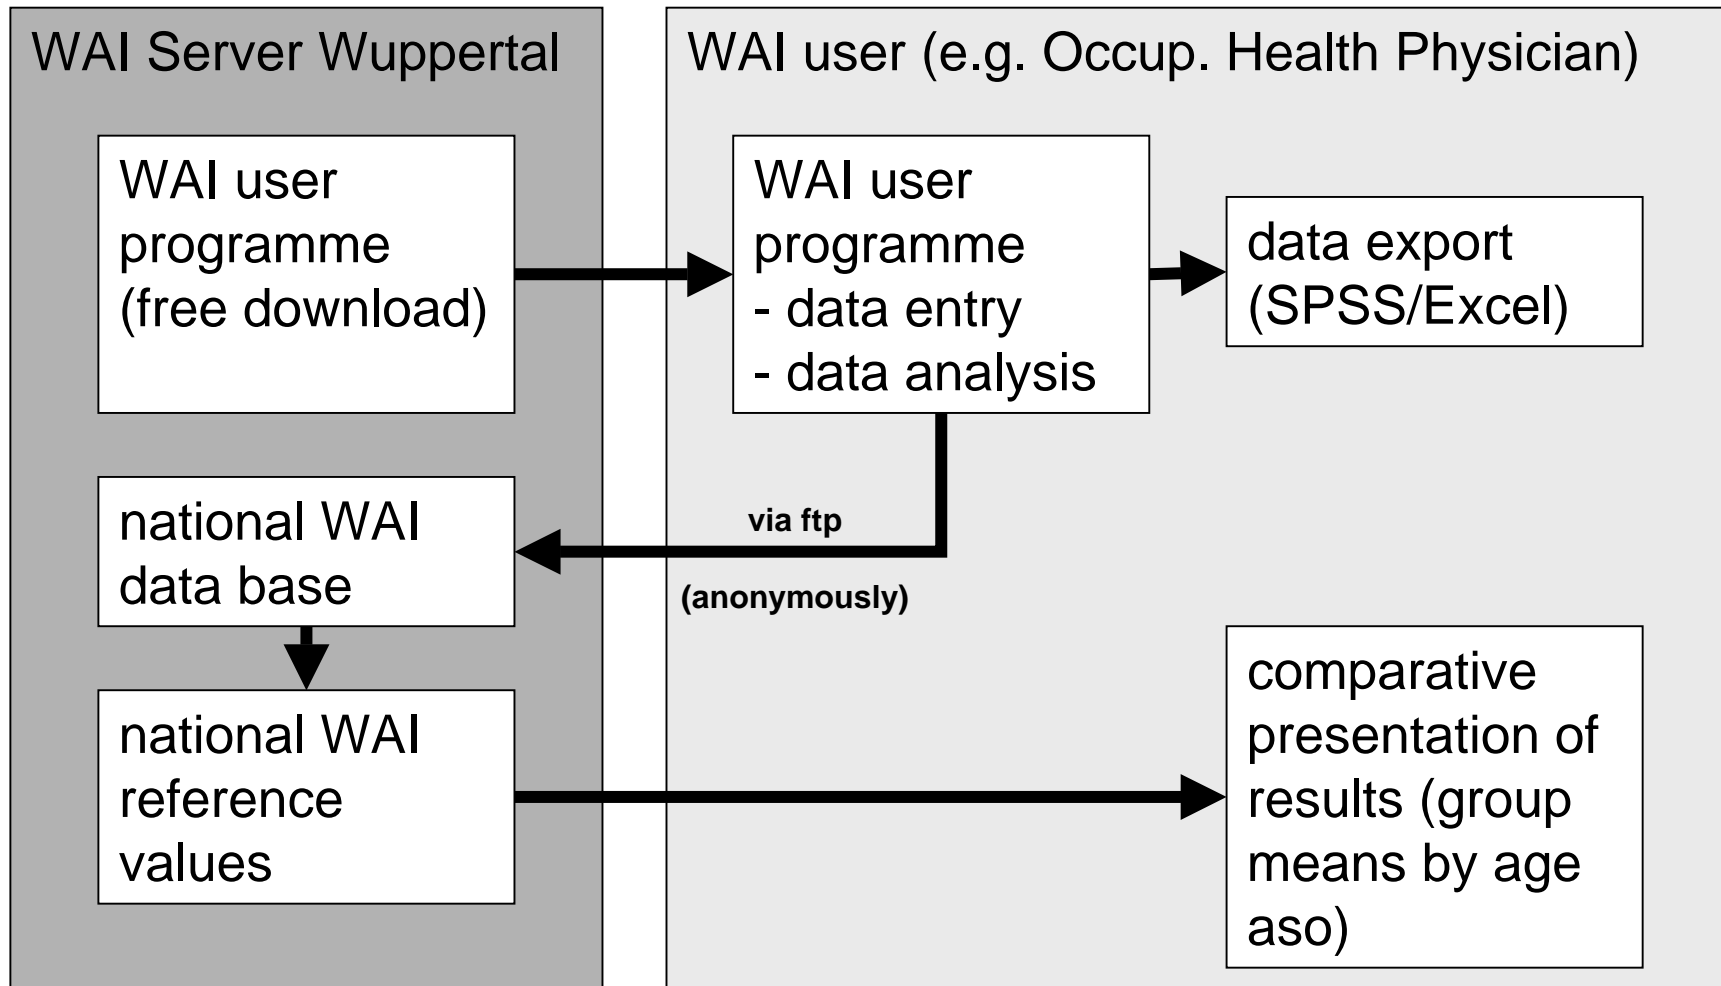 WAI Server Wuppertal
WAI user
programme
(free download)
national WAI
data base
national WAI
reference
values
WAI user (e.g. Occup. Health Physician)
WAI user
programme
- data entry
- data analysis
data export
(SPSS/Excel)
via ftp
(anonymously)
comparative
presentation of
results (group
means by age
aso)